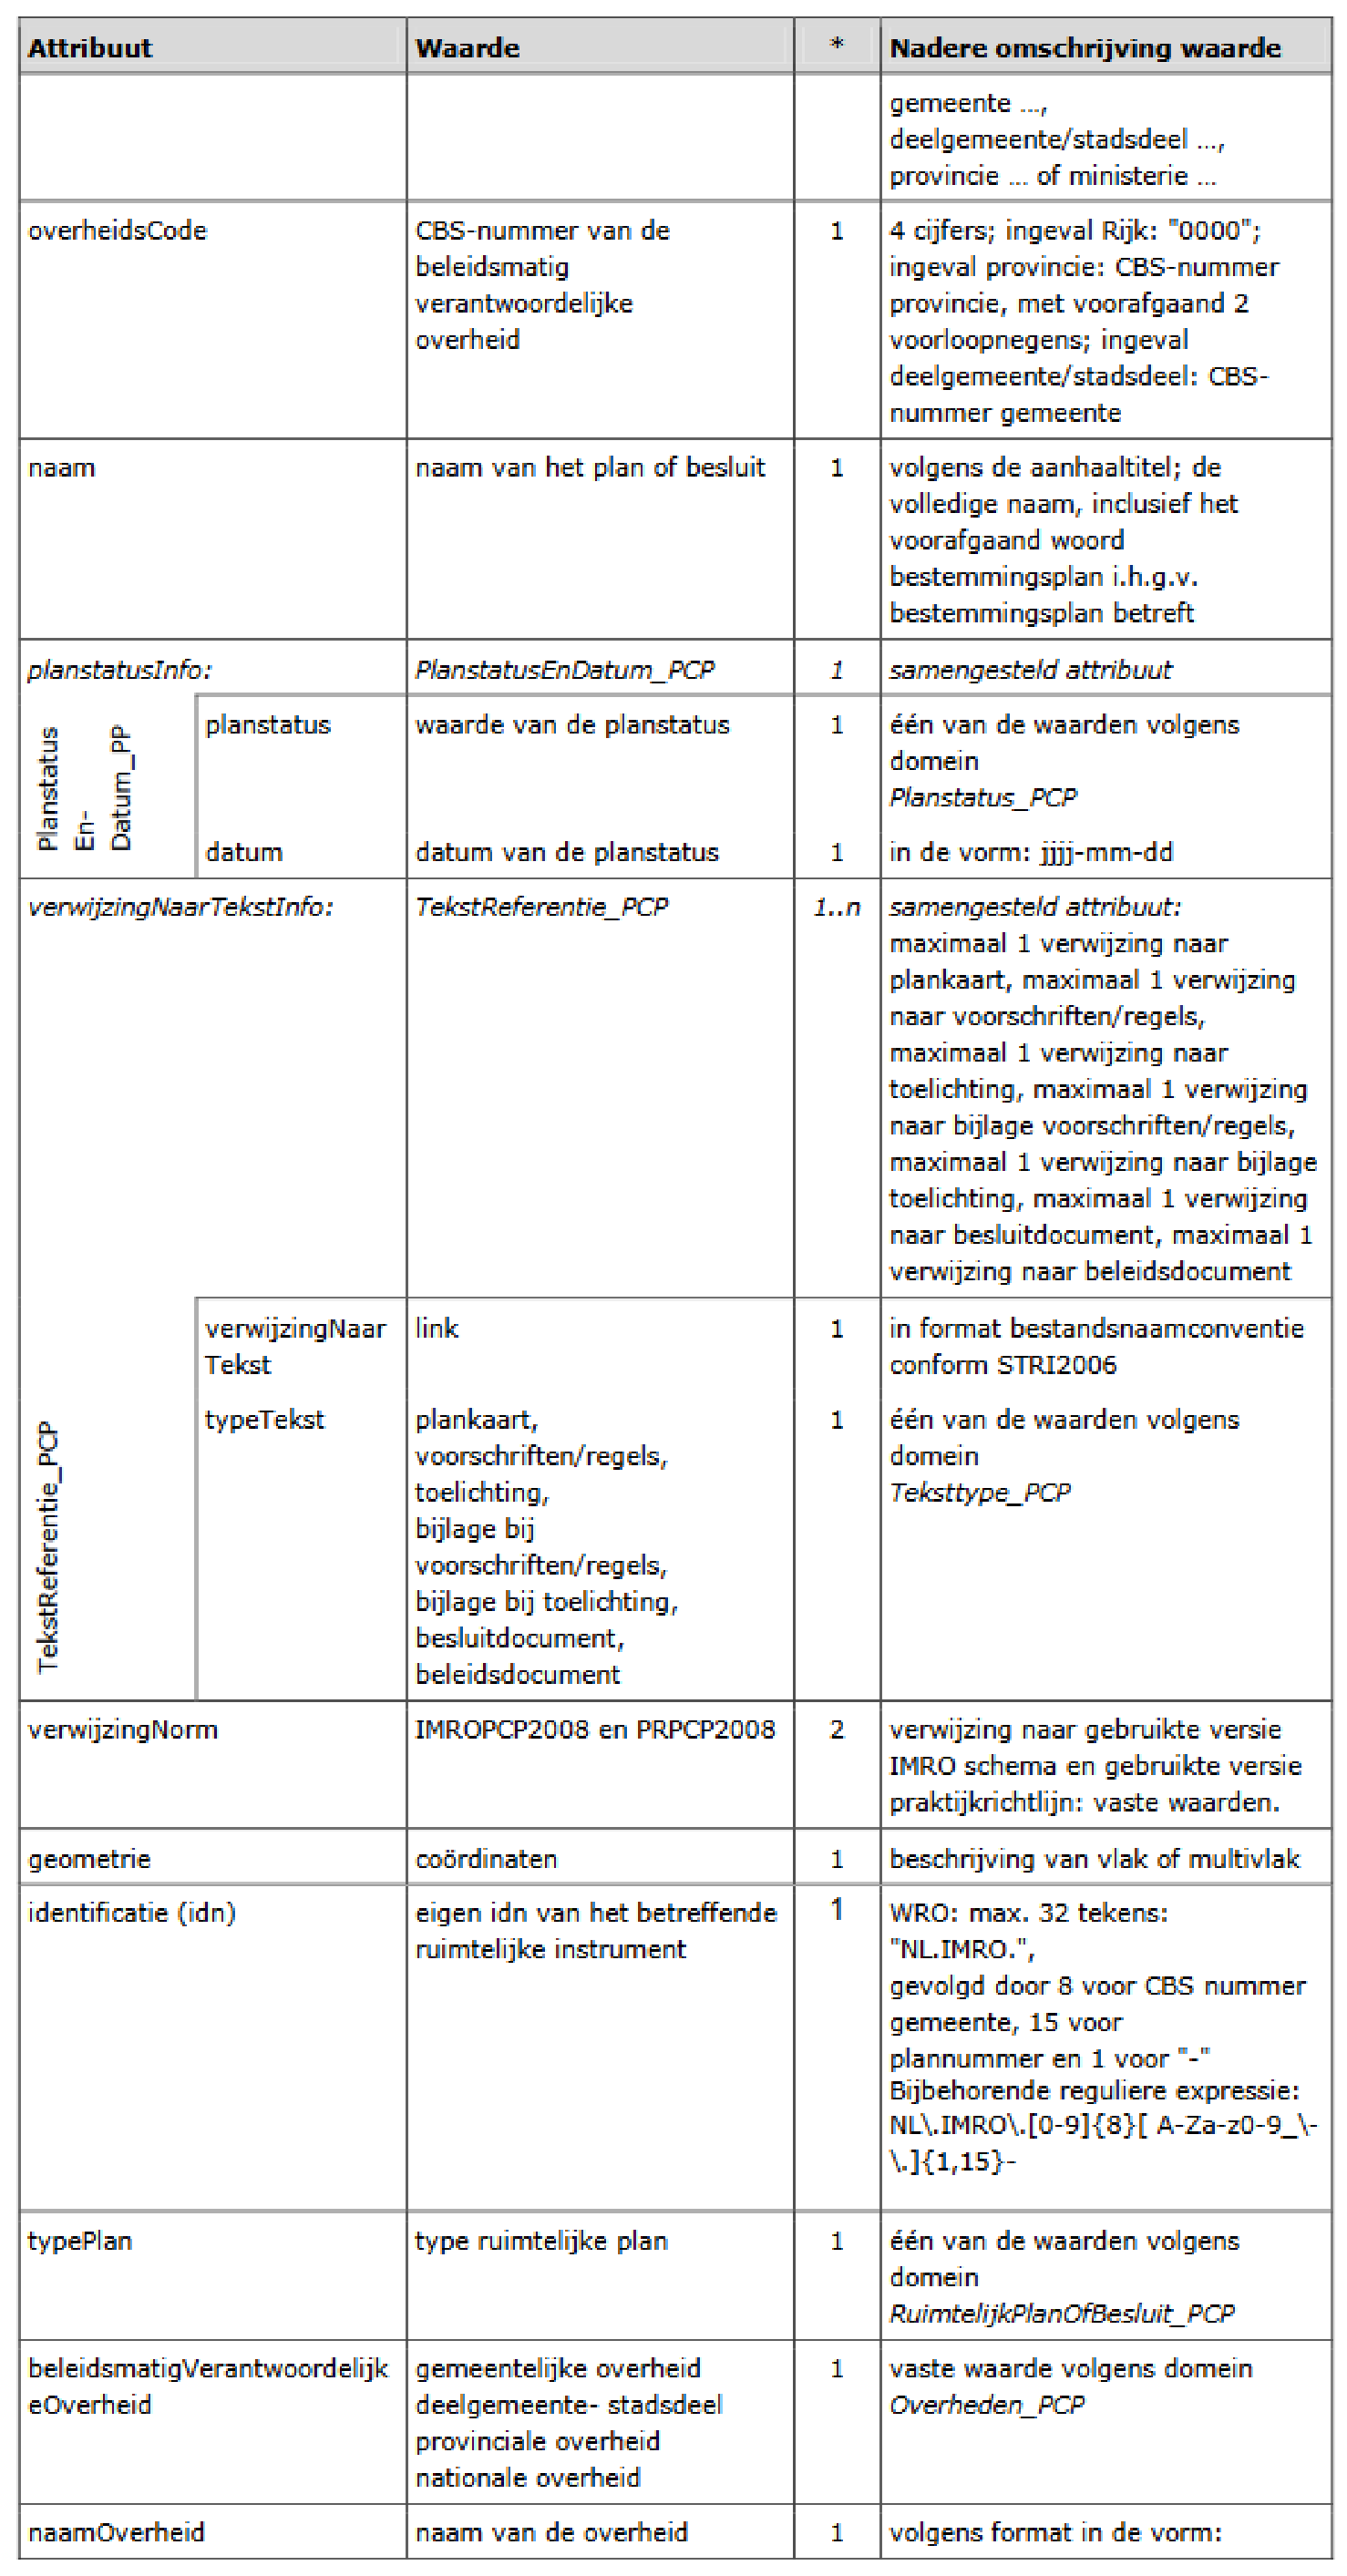 Attribuut Waarde * Nadere omschrijving waarde
gemeente ...,
deelgemeente/stadsdeel ...,
provincie ... of ministerie ...
overheidsCode CBS-nummer van de 1 4 cijfers; ingeval Rijk: "0000";
beleidsmatig ingeval provincie: CBS-nummer
verantwoordelijke provincie, met voorafgaand 2
overheid voorloopnegens; ingeval
deelgemeente/stadsdeel: CBS-
nummer gemeente
naam naam van het plan of besluit 1 volgens de aanhaaltitel; de
volledige naam, inclusief het
voorafgaand woord
bestemmingsplan i.h.g.v.
bestemmingsplan betreft
planstatusInfo: PlanstatusEnDatum_PCP 1 samengesteld attribuut
Planstatus
En-
Datum_PP
planstatus waarde van de planstatus 1 één van de waarden volgens
domein
Planstatus_PCP
datum datum van de planstatus 1 in de vorm: jjjj-mm-dd
verwijzingNaarTekstInfo: TekstReferentie_PCP 1..n samengesteld attribuut:
maximaal 1 verwijzing naar
plankaart, maximaal 1 verwijzing
naar voorschriften/regels,
maximaal 1 verwijzing naar
toelichting, maximaal 1 verwijzing
naar bijlage voorschriften/regels,
maximaal 1 verwijzing naar bijlage
toelichting, maximaal 1 verwijzing
naar besluitdocument, maximaal 1
verwijzing naar beleidsdocument
TekstReferentie_PCP
verwijzingNaar link 1 in format bestandsnaamconventie
Tekst conform STRI2006
typeTekst plankaart, 1 één van de waarden volgens
voorschriften/regels, domein
toelichting, Teksttype_PCP
bijlage bij
voorschriften/regels,
bijlage bij toelichting,
besluitdocument,
beleidsdocument
verwijzingNorm IMROPCP2008 en PRPCP2008 2 verwijzing naar gebruikte versie
IMRO schema en gebruikte versie
praktijkrichtlijn: vaste waarden.
geometrie coördinaten 1 beschrijving van vlak of multivlak
identificatie (idn) eigen idn van het betreffende 1 WRO: max. 32 tekens:
ruimtelijke instrument "NL.IMRO.",
gevolgd door 8 voor CBS nummer
gemeente, 15 voor
plannummer en 1 voor "-"
Bijbehorende reguliere expressie:
NL\.IMRO\.[0-9]{8}[ A-Za-z0-9_\-
\.]{1,15}-
typePlan type ruimtelijke plan 1 één van de waarden volgens
domein
RuimtelijkPlanOfBesluit_PCP
beleidsmatigVerantwoordelijk gemeentelijke overheid 1 vaste waarde volgens domein
eOverheid deelgemeente- stadsdeel Overheden_PCP
provinciale overheid
nationale overheid
naamOverheid naam van de overheid 1 volgens format in de vorm: